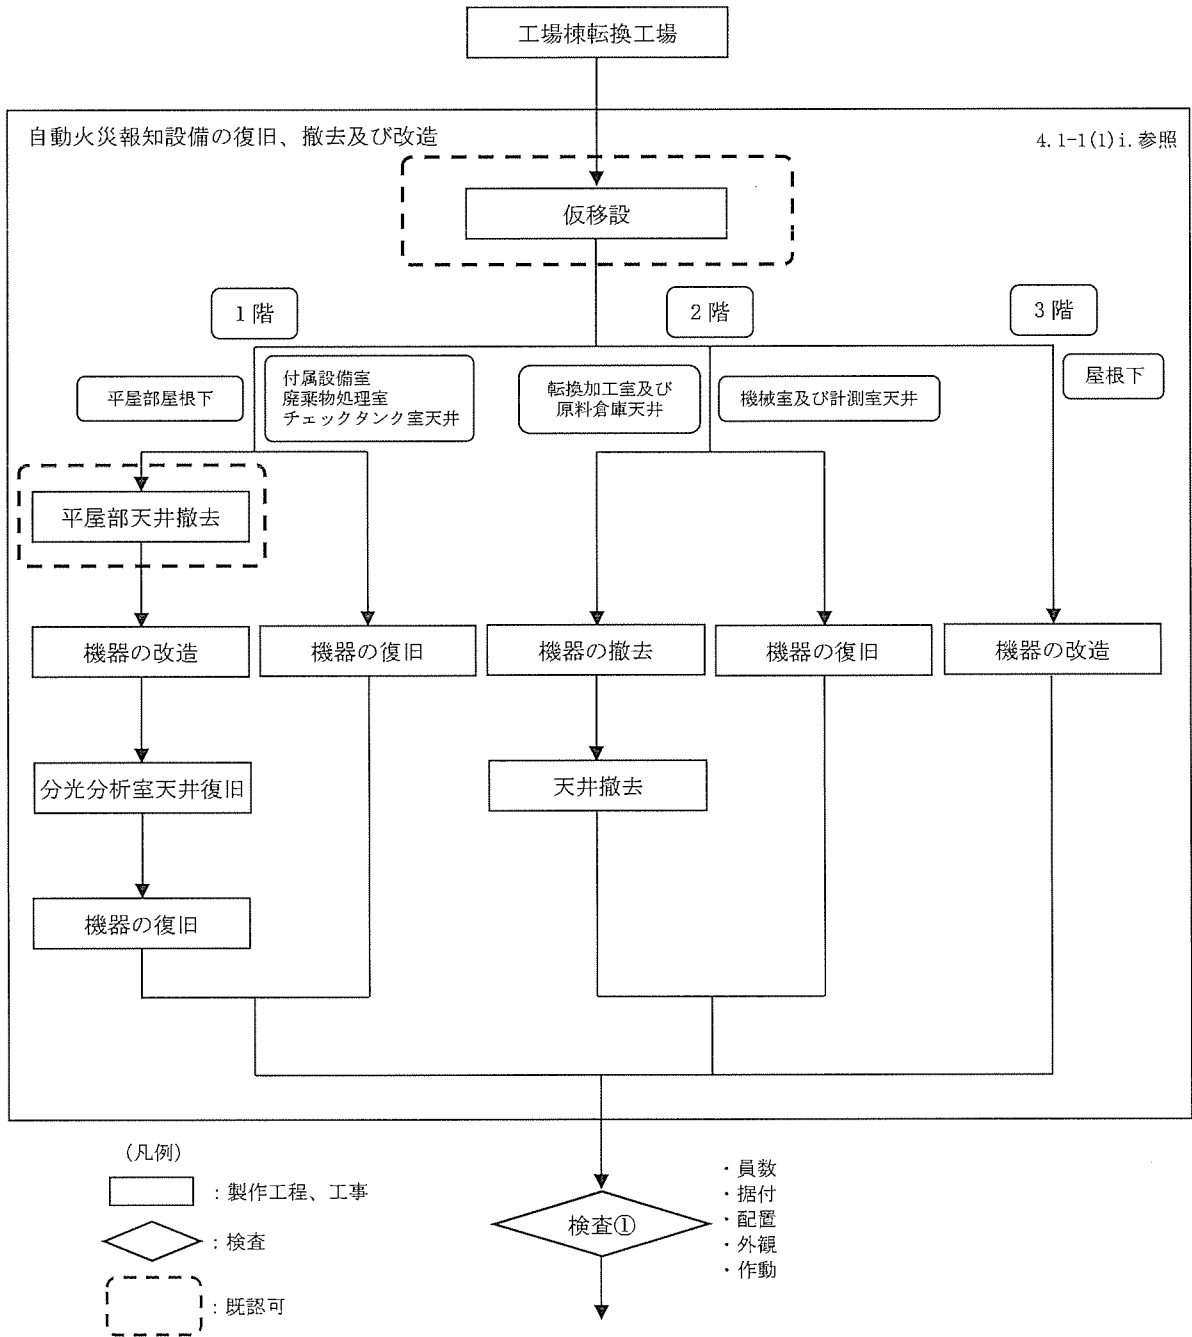 工場棟転換工場
自動火災報知設備の復旧、撤去及び改造
4.1-1(1)i.参照
仮移設
1階
2階
3階
平屋部屋根下
付属設備室
廃棄物処理室
チェックタンク室天井
転換加工室及び
原料倉庫天井
機械室及び計測室天井
屋根下
平屋部天井撤去
機器の改造
機器の復旧
機器の撤去
機器の復旧
機器の改造
分光分析室天井復旧
天井撤去
機器の復旧
(凡例)
:製作工程、工事
:検査
:既認可
検査①
・員数
・据付
・配置
・外観
・作動